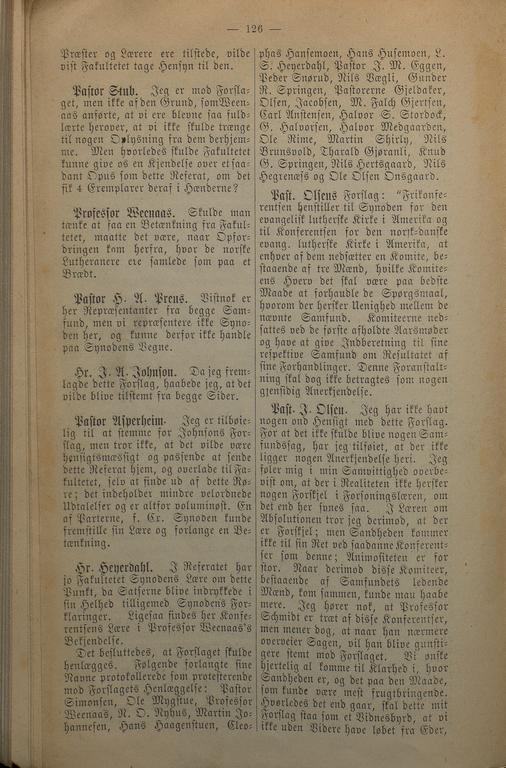 — 126 —
Præster og Lærere ere tilstede, vilde
vist Fakultetet tage Hensyn til den.
Pastor Stub. Jeg er mod Forsla-
get, men ikke af den Grund, som Ween-
aas anførte, at vi ere blevne saa fuld-
lærte herover, at vi ikke skulde trænge
til nogen Oplysning fra dem derhjem-
me. Men hvorledes skulde Fakultetet
kunne give os en Kjendelse over et saa-
dant Opus som dette Referat, om det
fik 4 Exemplarer deraf i Hænderne?
Professor Weenaas. Skulde man
tænke at faa en Betænkning fra Fakul-
tetet, maatte det være, naar Opfor-
dringen kom herfra, hvor de norske
Lutheranere ere samlede som paa et
Brædt.
Pastor H. A. Preus. Vistnok er
her Repræsentanter fra begge Sam-
fund, men vi repræsentere ikke Syno-
den her, og kunne derfor ikke handle
paa Synodens Vegne.
Hr. J. A. Johnson. Da jeg frem-
lagde dette Forslag, haabede jeg, at det
vilde blive tilstemt fra begge Sider.
Pastor Asperheim. Jeg er tilbøie-
lig til at stemme for Johnsons For-
slag, men tror ikke, at det vilde være
hensigtsmæssigt og passende at sende
dette Referat hjem, og overlade til Fa-
kultetet, selv at finde ud af dette Rø-
re; det indeholder mindre velordnede
Udtalelser og er altfor voluminøst. En
af Parterne, f. Ex. Synoden kunde
fremstille sin Lære og forlange en Be-
tænkning.
Hr. Heyerdahl. I Referatet har
jo Fakultetet Synodens Lære om dette
Punkt, da Satserne blive indrykkede i
sin Helhed tilligemed Synodens For-
klaringer. Ligesaa findes her Konfe-
rentsens Lære i Professor Weenaas's
Bekjendelse.
Det besluttedes, at Forslaget skulde
henlægges. Følgende forlangte sine
Navne protokollerede som protesterende
mod Forslagets Henlæggelse: Pastor
Simonsen, Ole Mygstue, Professor
Weenaas, N. O. Nyhus, Martin Jo-
hannesen, Hans Haagenstuen, Cleo-
phas Hansemoen, Hans Husemoen, L.
S. Heyerdahl, Pastor J. M. Eggen,
Peder Snørud, Nils Vægli, Gunder
R. Springen, Pastorerne Gjeldaker,
Olsen, Jacobsen, M. Falch Gjertsen,
Carl Anstensen, Halvor S. Stordock,
G. Halvorsen, Halvor Medgaarden,
Ole Rime, Martin Shirly, Nils
Brunsvold, Tharald Gjøranli, Knud
G. Springen, Nils Hertsgaard, Nils
Hegrenæs og Ole Olsen Onsgaard.
Past. Olsens Forslag: "Frikonfe-
rentsen henstiller til Synoden for den
evangelisk lutherske Kirke i Amerika og
til Konferentsen for den norsk-danske
evang. lutherske Kirke i Amerika, at
enhver af dem nedsætter en Komite, be-
staaende af tre Mænd, hvilke Komite-
ens Hverv det skal være paa bedste
Maade at forhandle de Spørgsmaal,
hvorom der hersker Uenighed mellem de
nævnte Samfund. Komiteerne ned-
sættes ved de første afholdte Aarsmøder
og have at give Indberetning til sine
respektive Samfund om Resultatet af
sine Forhandlinger. Denne Foranstalt-
ning skal dog ikke betragtes som nogen
gjensidig Anerkjendelse.
Past. J. Olsen. Jeg har ikke havt
nogen ond Hensigt med dette Forslag.
For at det ikke skulde blive nogen Sam-
fundssag, har jeg tilføiet, at der ikke
ligger nogen Anerkjendelse heri. Jeg
føler mig i min Samvittighed overbe-
vist om, at der i Realiteten ikke hersker
nogen Forskjel i Forsoningslæren, om
det end her synes saa. I Læren om
Absolutionen tror jeg derimod, at der
er Forskjel; men Sandheden kommer
ikke til sin Ret ved saadanne Konferent-
ser som denne; Animositeten er for
stor. Naar derimod disse Komiteer,
bestaaende af Samfundets ledende
Mænd, kom sammen, kunde man haabe
mere. Jeg hører nok, at Professor
Schmidt er træt af disse Konferentser,
men mener dog, at naar han nærmere
overveier Sagen, vil han blive gunsti-
gere stemt mod Forslaget. Vi ønske
hjertelig at komme til Klarhed i, hvor
Sandheden er, og det paa den Maade,
som kunde være mest frugtbringende.
Hvorledes det end gaar, skal dette mit
Forslag staa som et Vidnesbyrd, at vi
ikke uden Videre have løbet fra Eder,